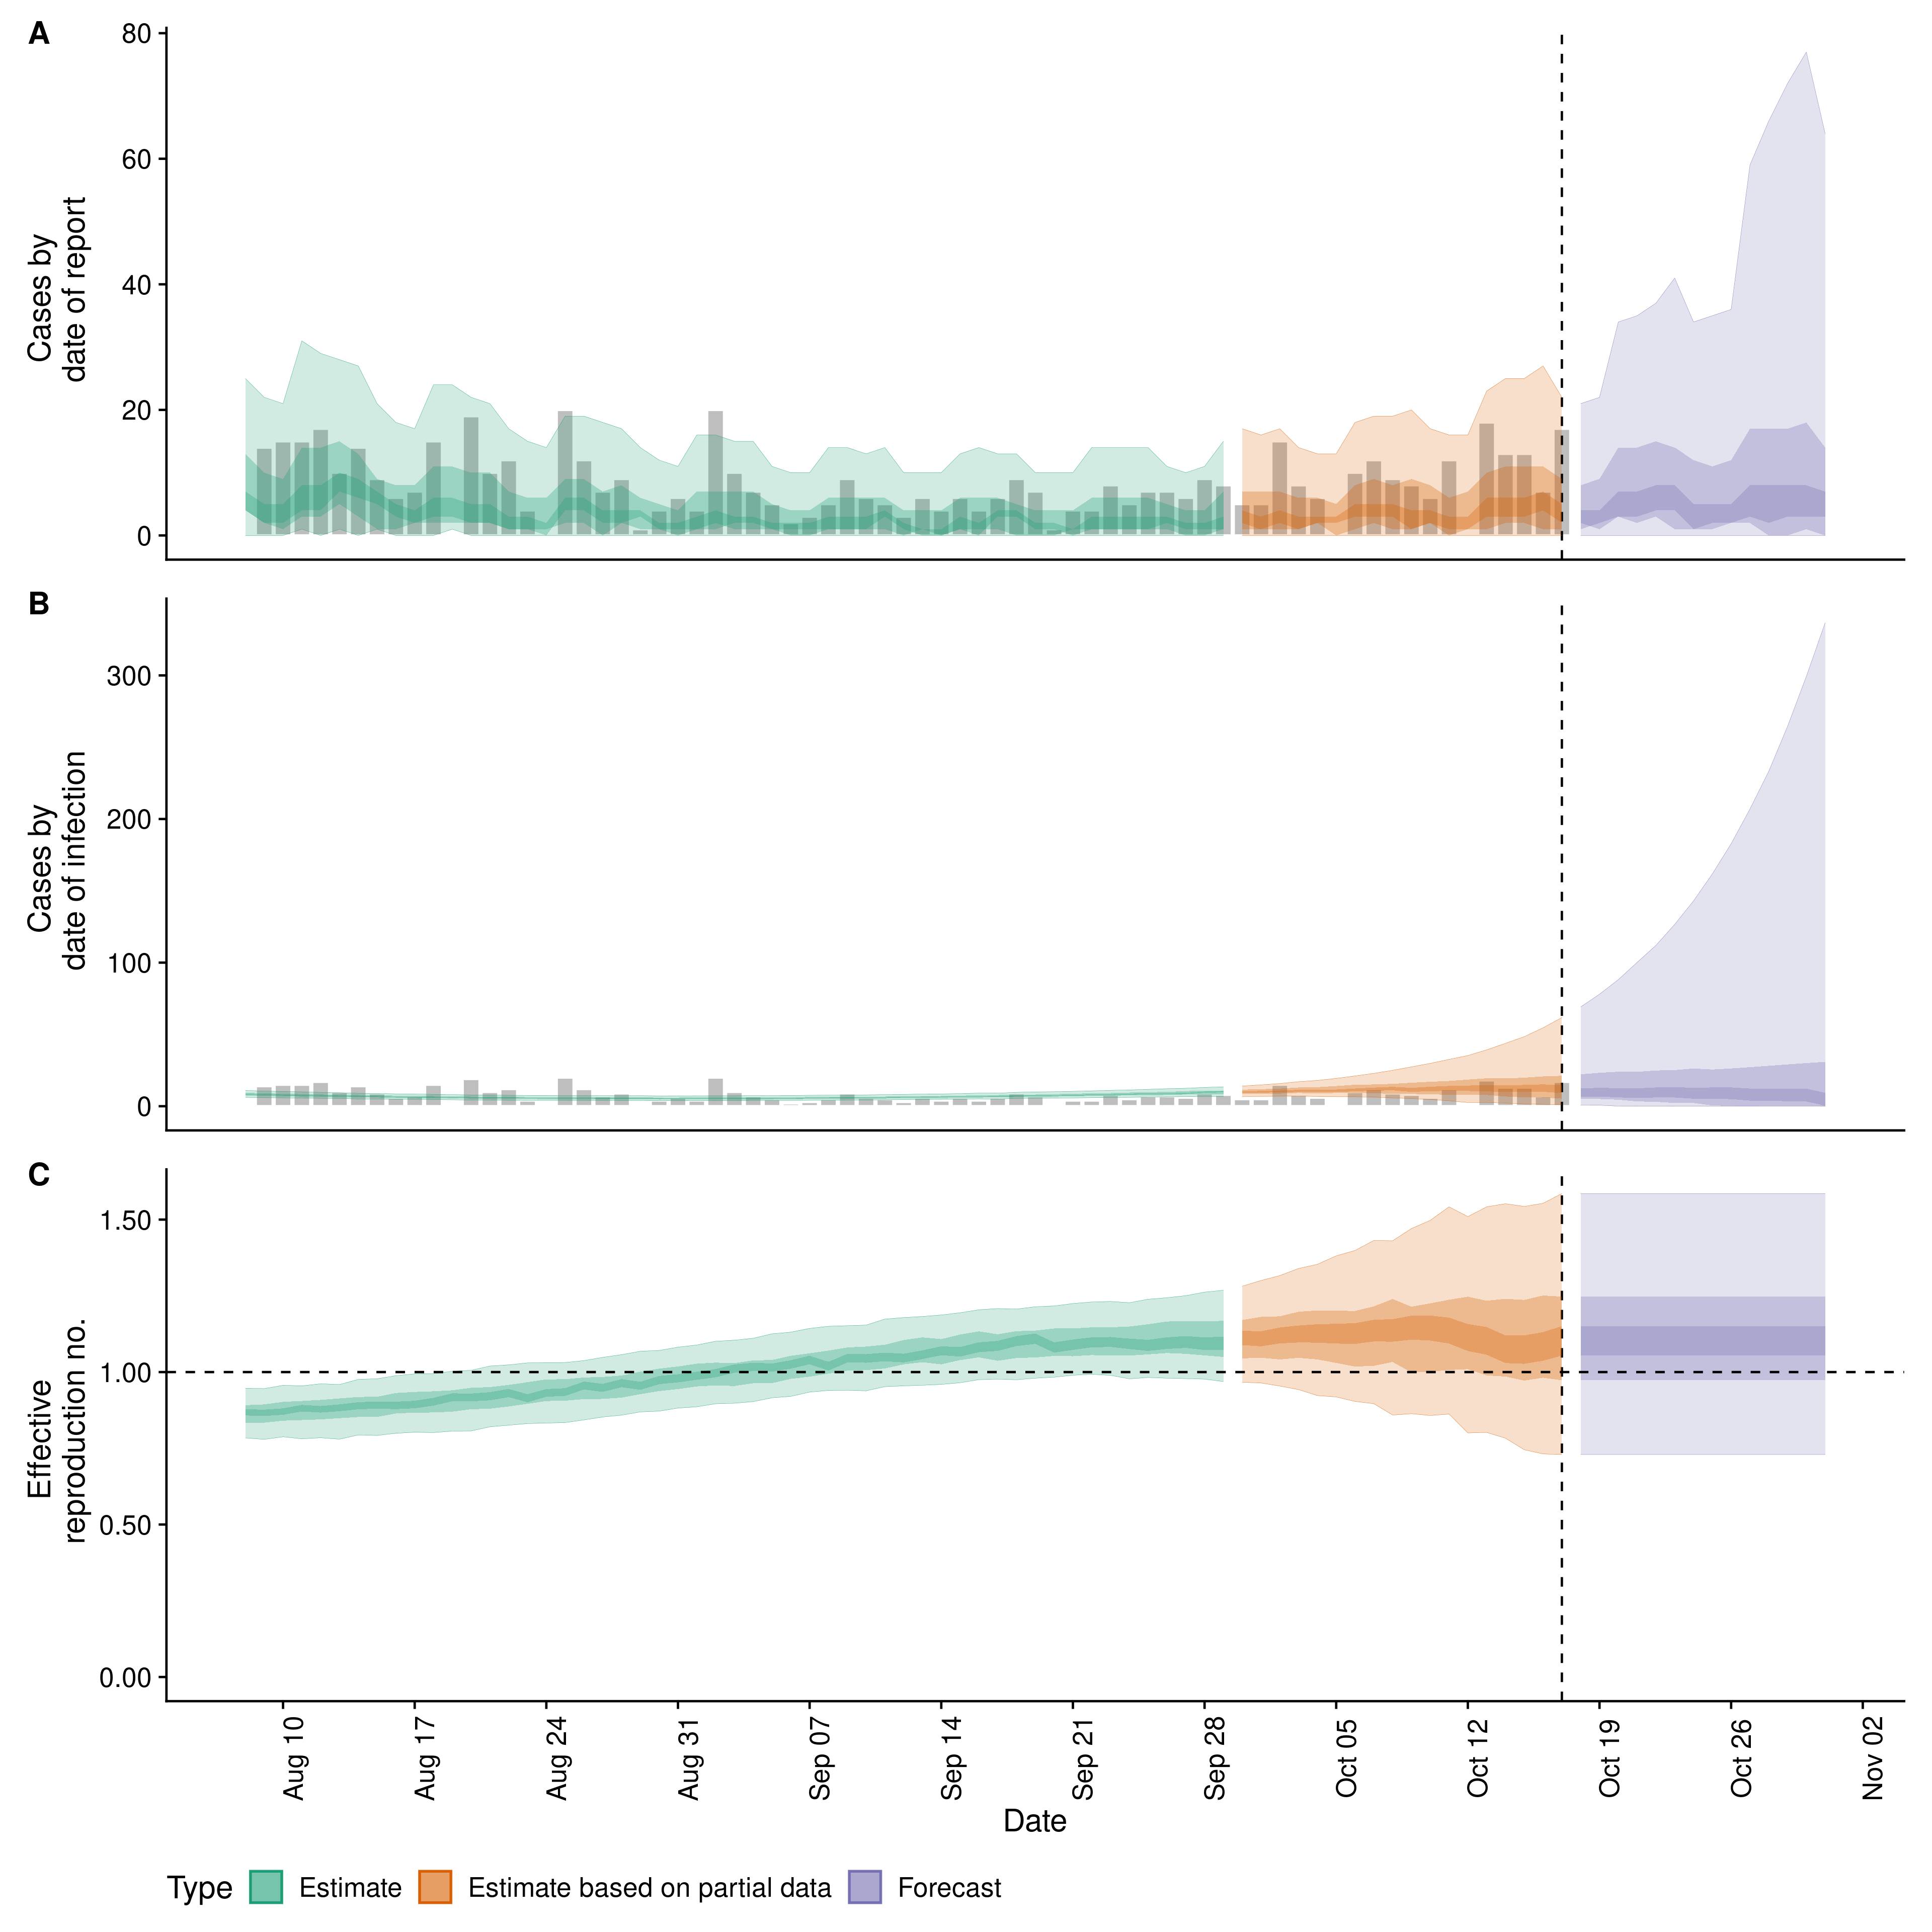 A
Cases by
date of report
80
60
40
20
0
B
Cases by
date of infection
300
200
100
0
C
Effective
reproduction no.
1.50
1.00
0.50
0.00
Aug 10
Aug 17
Aug 24
Aug 31
Sep 07
Sep 14
Sep 21
Sep 28
Oct 05
Oct 12
Oct 19
Oct 26
Nov 02
Date
Type Estimate Estimate based on partial data Forecast